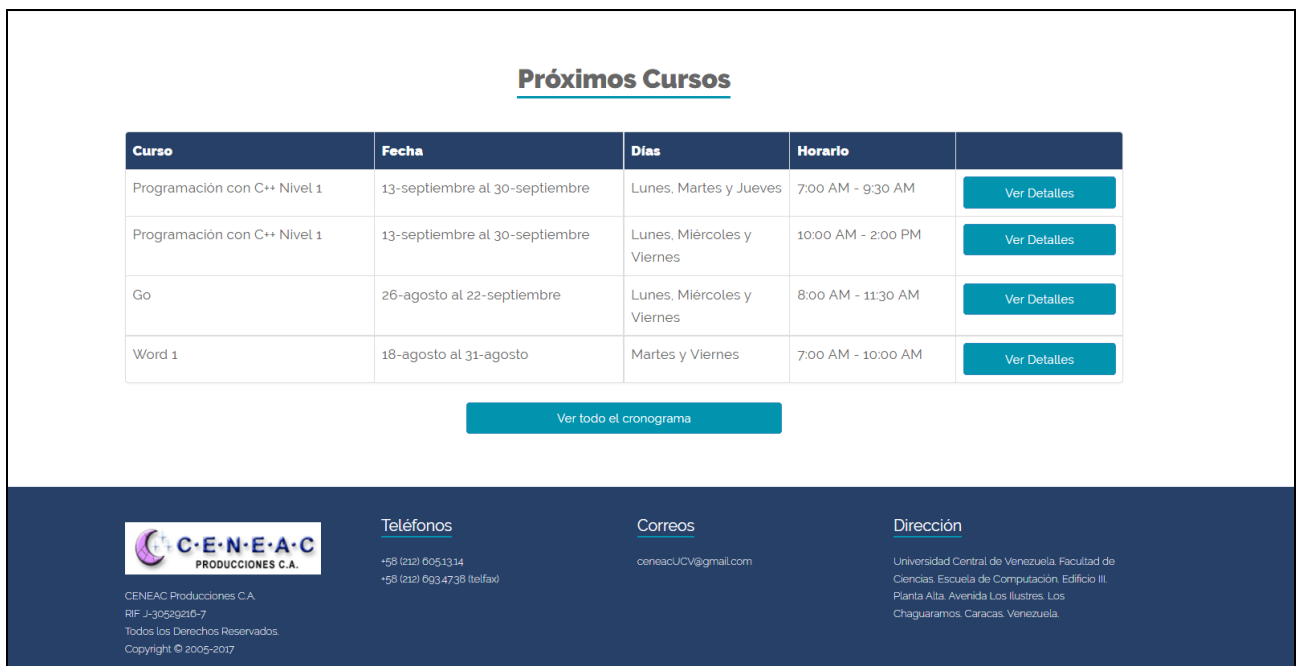 Próximos Cursos
Curso Fecha Días Horario
Programación con C++ Nivel 1 13-septiembre al 30-septiembre Lunes, Martes y Jueves 7:00 AM - 9:30 AM Ver Detalles
Programación con C++ Nivel 1 13-septiembre al 30-septiembre Lunes, Miércoles y Viernes 10:00 AM - 2:00 PM Ver Detalles
Go 26-agosto al 22-septiembre Lunes, Miércoles y Viernes 8:00 AM - 11:30 AM Ver Detalles
Word 1 18-agosto al 31-agosto Martes y Viernes 7:00 AM - 10:00 AM Ver Detalles
Ver todo el cronograma
C·E·N·E·A·C
PRODUCCIONES C.A.
CENEAC Producciones C.A.
RIF J-30529216-7
Todos los Derechos Reservados.
Copyright © 2005-2017
Teléfonos
+58 (212) 605.13.14
+58 (212) 693.47.38 (telfax)
Correos
ceneacUCV@gmail.com
Dirección
Universidad Central de Venezuela. Facultad de
Ciencias. Escuela de Computación. Edificio III.
Planta Alta. Avenida Los Ilustres. Los
Chaguaramos. Caracas. Venezuela.